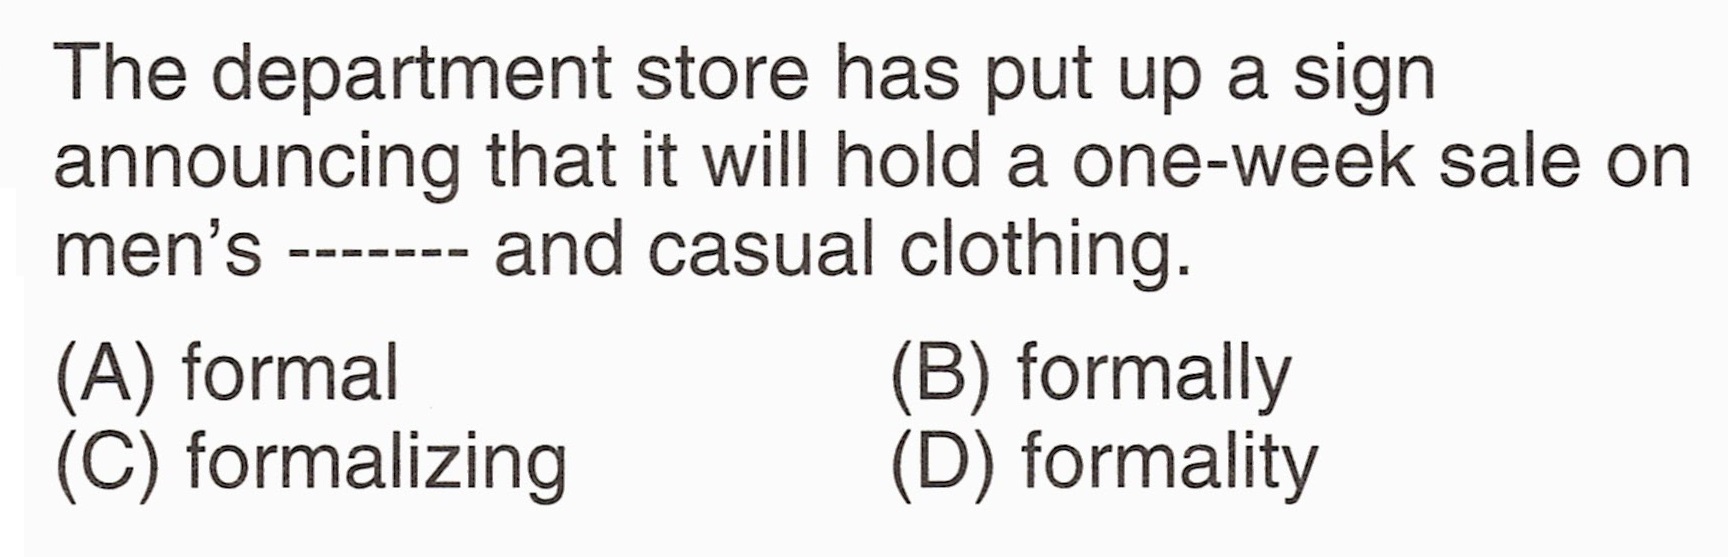 The department store has put up a sign
announcing that it will hold a one-week sale on
men's ------- and casual clothing.
(A) formal (B) formally
(C) formalizing (D) formality